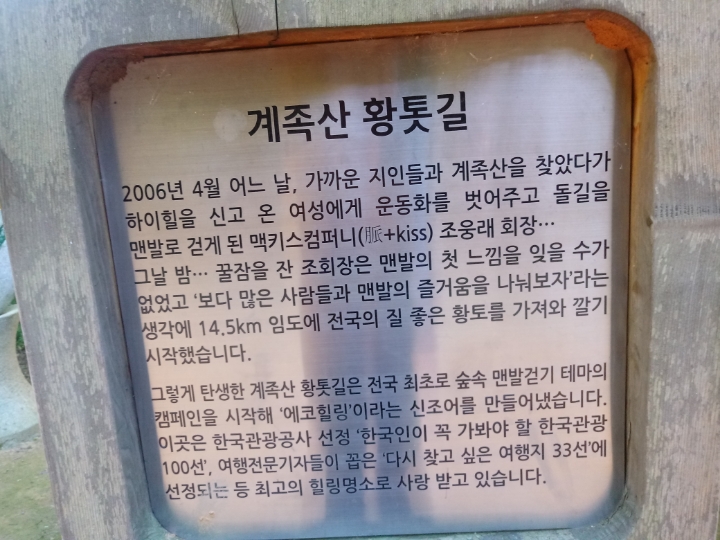 계족산 황톳길
2006년 4월 어느 날, 가까운 지인들과 계족산을 찾았다가
하이힐을 신고 온 여성에게 운동화를 벗어주고 돌길을
맨발로 걷게 된 맥키스컴퍼니(脈+kiss) 조웅래 회장···
그날 밤··· 꿀잠을 잔 조회장은 맨발의 첫 느낌을 잊을 수가
없었고 '보다 많은 사람들과 맨발의 즐거움을 나눠보자'라는
생각에 14.5km 임도에 전국의 질 좋은 황토를 가져와 깔기
시작했습니다.
그렇게 탄생한 계족산 황톳길은 전국 최초로 숲속 맨발걷기 테마의
캠페인을 시작해 '에코힐링'이라는 신조어를 만들어냈습니다.
이곳은 한국관광공사 선정 '한국인이 꼭 가봐야 할 한국관광
100선', 여행전문기자들이 꼽은 '다시 찾고 싶은 여행지 33선'에
선정되는 등 최고의 힐링명소로 사랑 받고 있습니다.